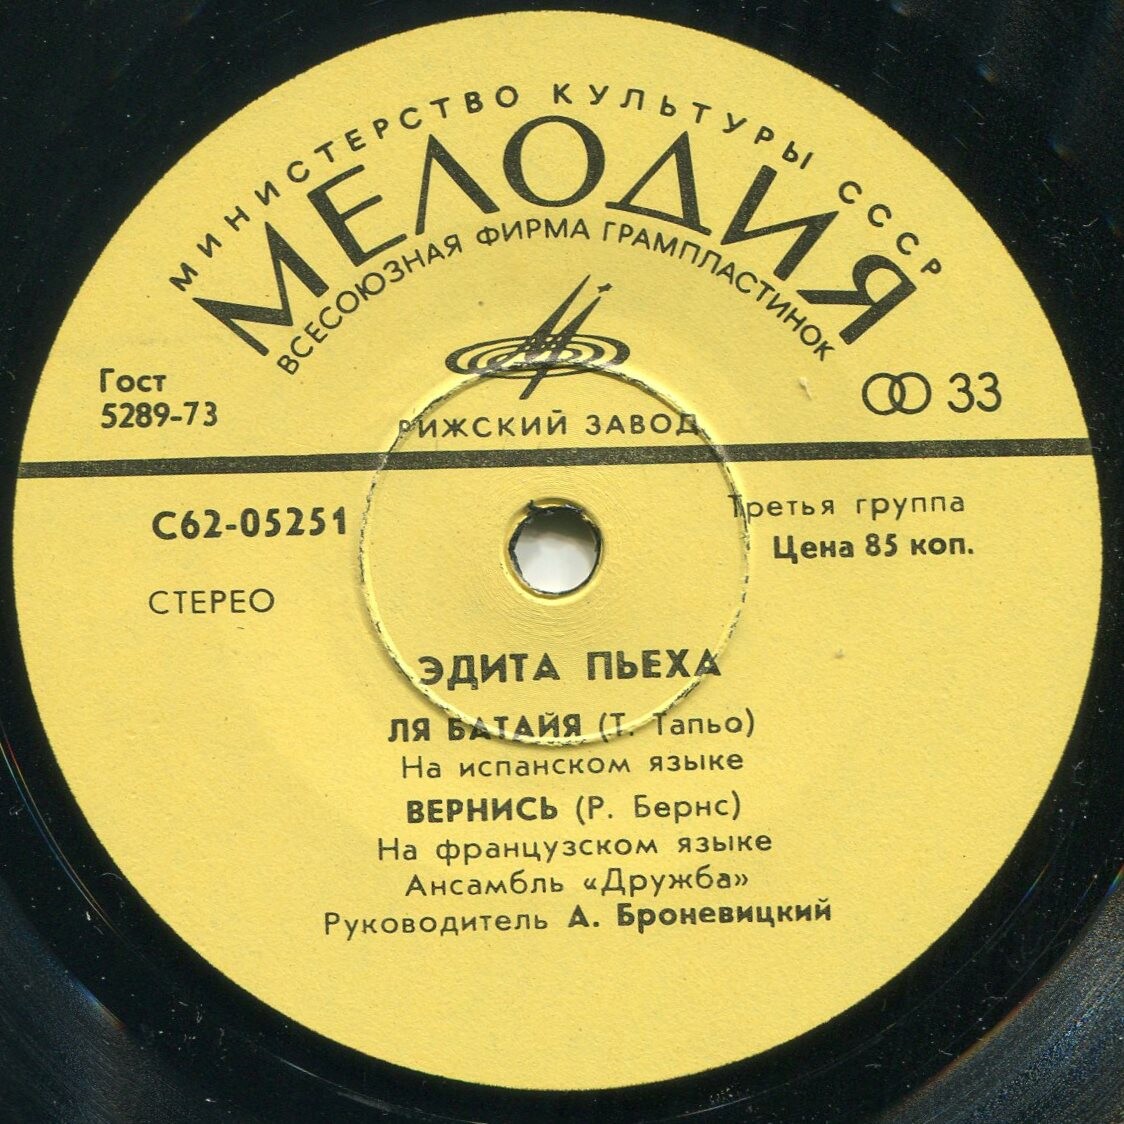 МИНИСТЕРСТВО КУЛЬТУРЫ СССР
МЕЛОДИЯ
ВСЕСОЮЗНАЯ ФИРМА ГРАМПЛАСТИНОК
Гост
5289-73
33
РИЖСКИЙ ЗАВОД
С62-05251
Третья группа
Цена 85 коп.
СТЕРЕО
ЭДИТА ПЬЕХА
ЛЯ БАТАЙЯ (Т. Тапьо)
На испанском языке
ВЕРНИСЬ (Р. Бернс)
На французском языке
Ансамбль «Дружба»
Руководитель А. Броневицкий